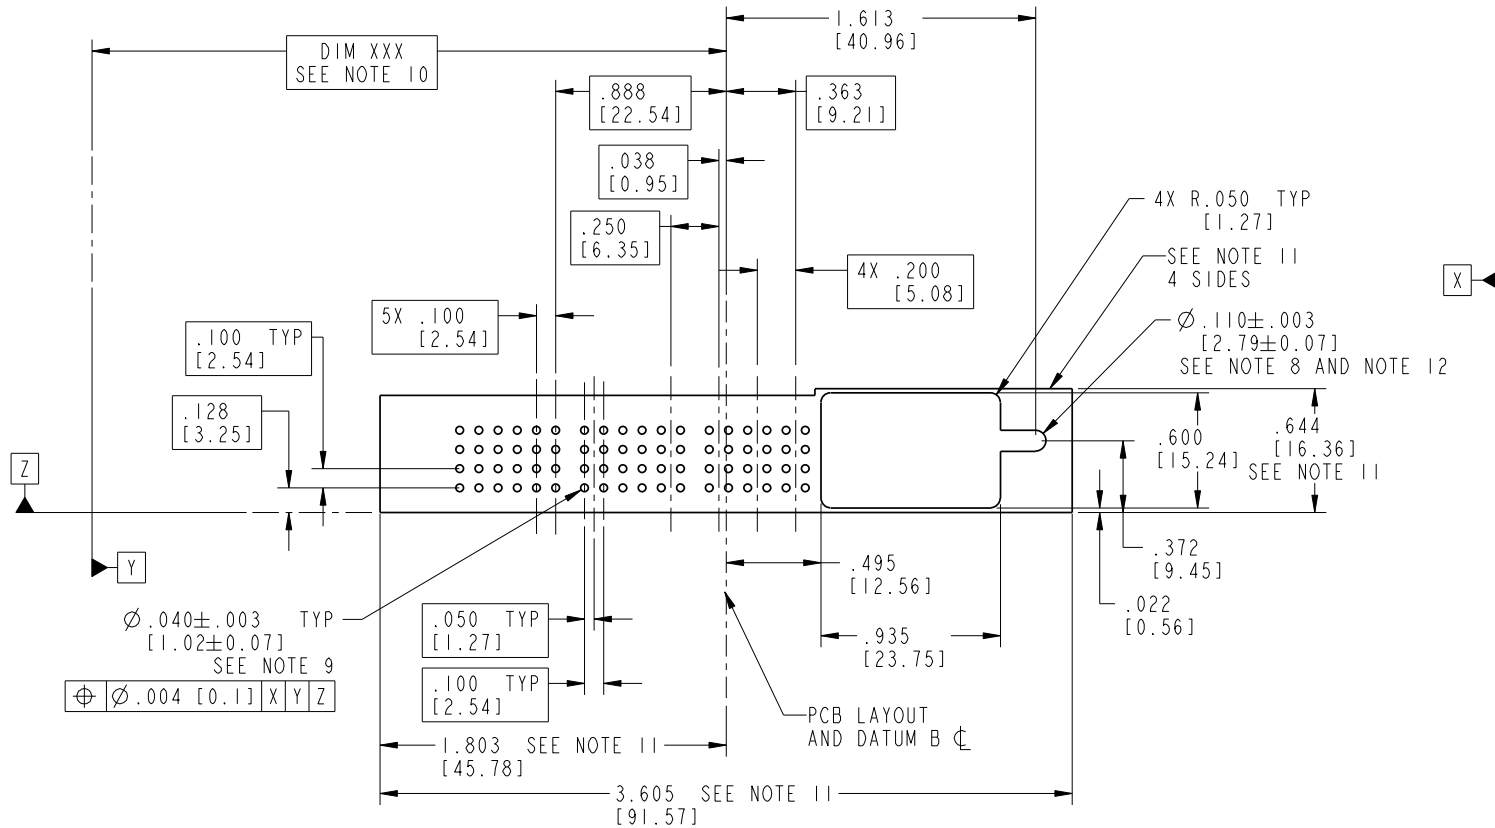 1.613
[40.96]
DIM XXX
SEE NOTE 10
.888
[22.54]
.363
[9.21]
.038
[0.95]
4X R.050 TYP
[1.27]
.250
[6.35]
SEE NOTE 11
4 SIDES
4X .200
[5.08]
X
5X .100
[2.54]
Ø.110±.003
[2.79±0.07]
SEE NOTE 8 AND NOTE 12
.100 TYP
[2.54]
.128
[3.25]
.600
[15.24]
.644
[16.36]
SEE NOTE 11
Z
Y
.372
[9.45]
.495
[12.56]
.022
[0.56]
Ø.040±.003 TYP
[1.02±0.07]
SEE NOTE 9
⌖ Ø.004 [0.1] X Y Z
.050 TYP
[1.27]
.935
[23.75]
.100 TYP
[2.54]
PCB LAYOUT
AND DATUM B ℄
1.803 SEE NOTE 11
[45.78]
3.605 SEE NOTE 11
[91.57]